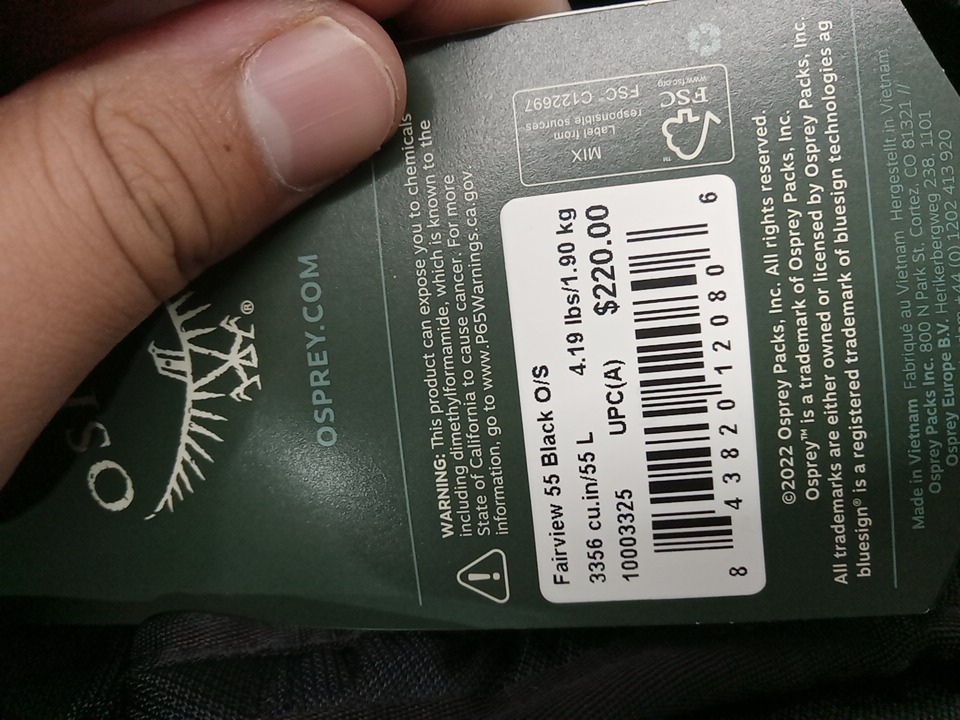 OSPREY.COM
WARNING: This product can expose you to chemicals
including dimethylformamide, which is known to the
State of California to cause cancer. For more
information, go to www.P65Warnings.ca.gov.
MIX
Label from
responsible sources
FSC® C122697
FSC
www.fsc.org
Fairview 55 Black O/S
3356 cu.in/55 L 4.19 lbs/1.90 kg
10003325 UPC(A) $220.00
8 43820 12080 6
©2022 Osprey Packs, Inc. All rights reserved.
Osprey™ is a trademark of Osprey Packs, Inc.
All trademarks are either owned or licensed by Osprey Packs, Inc.
bluesign® is a registered trademark of bluesign technologies ag
Made in Vietnam Fabriqué au Vietnam Hergestellt in Vietnam
Osprey Packs Inc. 800 N Park St. Cortez, CO 81321 //
Osprey Europe B.V. Herikerbergweg 238, 1101
+44 (0) 1202 413 920